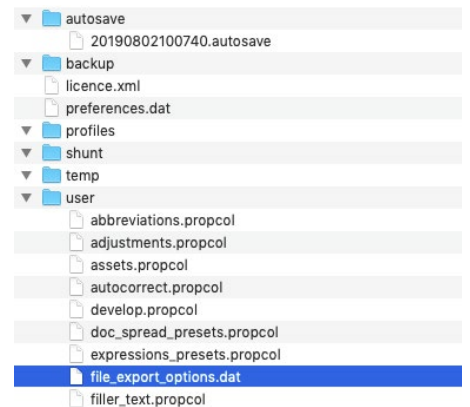 autosave
20190802100740.autosave
backup
licence.xml
preferences.dat
profiles
shunt
temp
user
abbreviations.propcol
adjustments.propcol
assets.propcol
autocorrect.propcol
develop.propcol
doc_spread_presets.propcol
expressions_presets.propcol
file_export_options.dat
filler_text.propcol